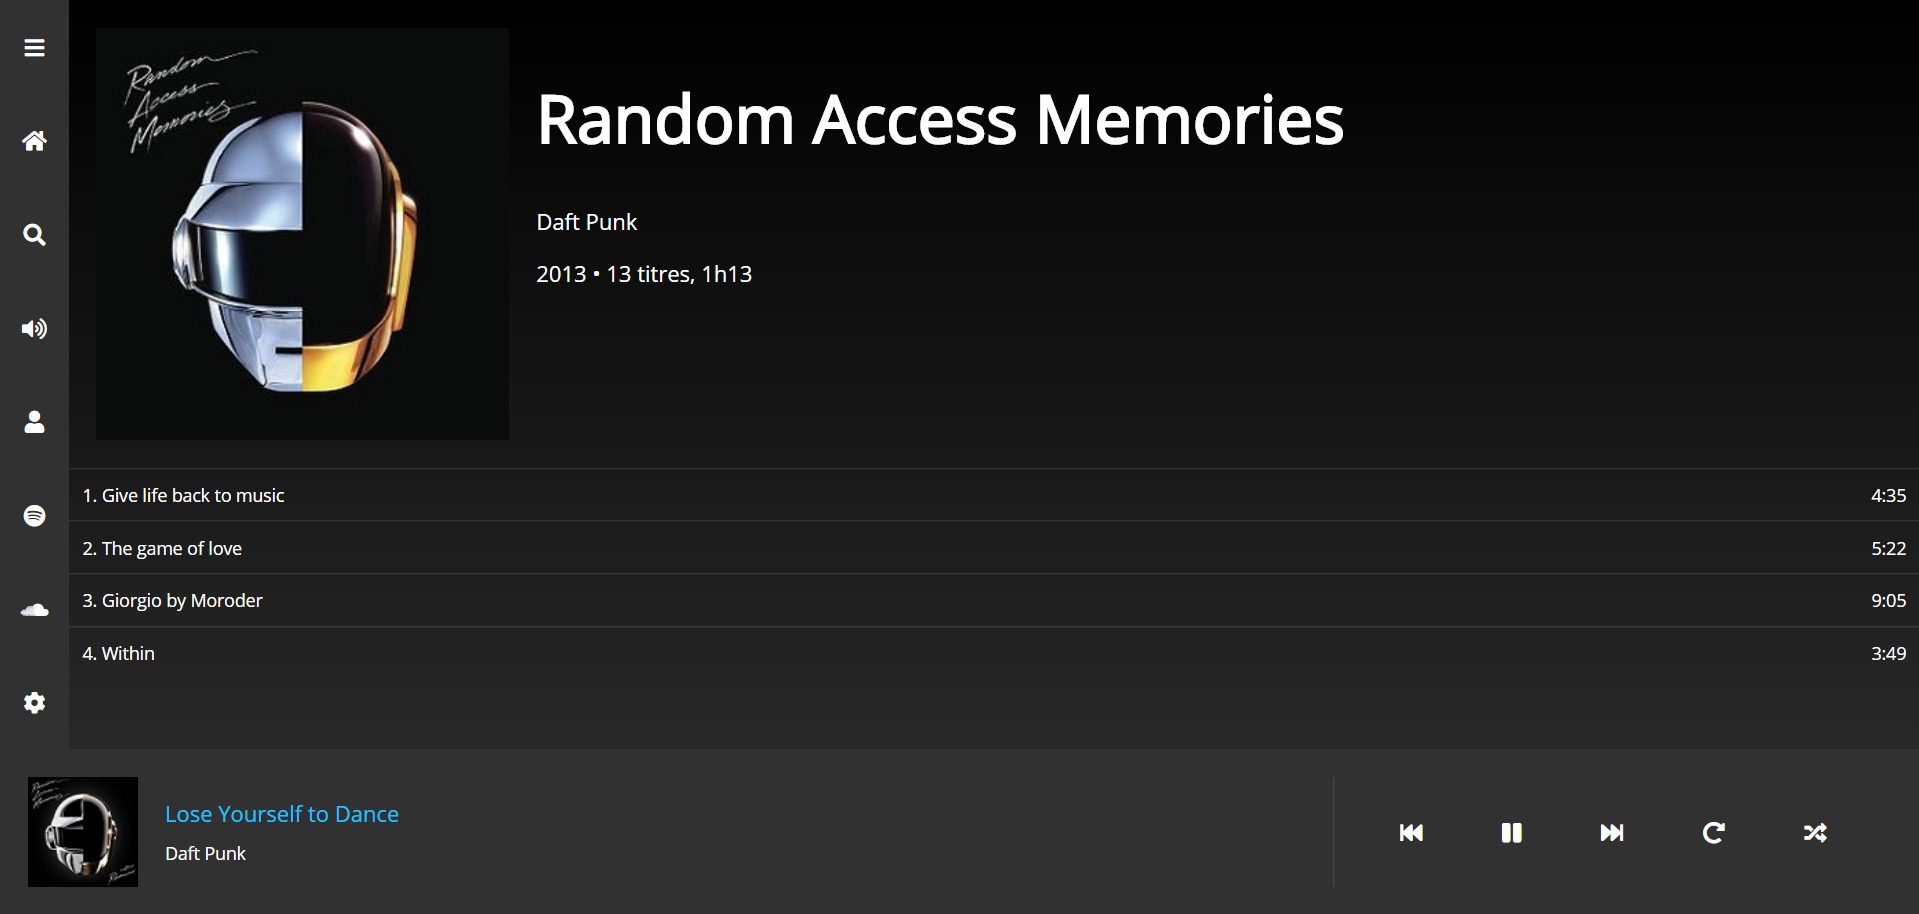 Random
Access
Memories
Random Access Memories
Daft Punk
2013 • 13 titres, 1h13
1. Give life back to music 4:35
2. The game of love 5:22
3. Giorgio by Moroder 9:05
4. Within 3:49
Lose Yourself to Dance
Daft Punk